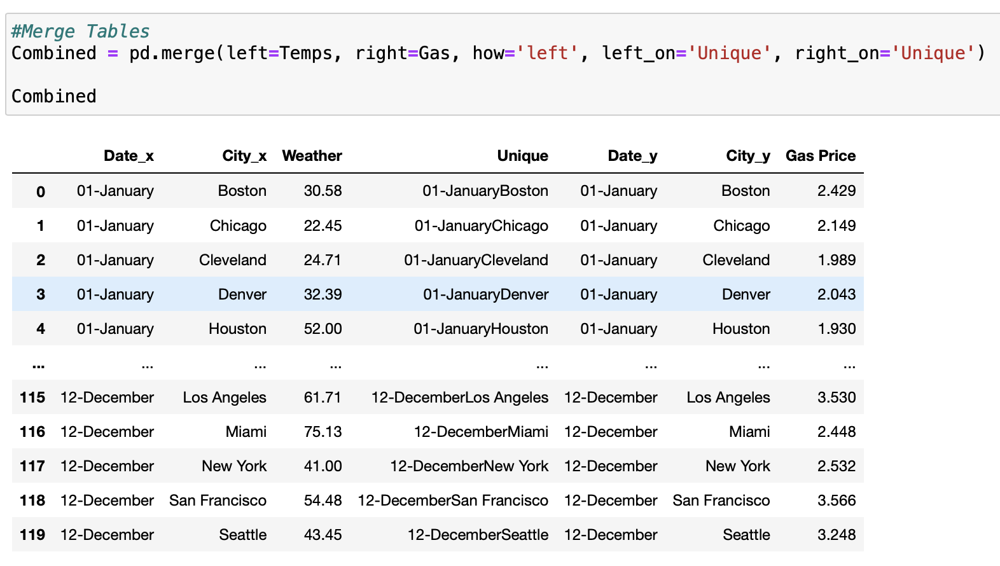 #Merge Tables
Combined = pd.merge(left=Temps, right=Gas, how='left', left_on='Unique', right_on='Unique')
Combined
Date_x City_x Weather Unique Date_y City_y Gas Price
0 01-January Boston 30.58 01-JanuaryBoston 01-January Boston 2.429
1 01-January Chicago 22.45 01-JanuaryChicago 01-January Chicago 2.149
2 01-January Cleveland 24.71 01-JanuaryCleveland 01-January Cleveland 1.989
3 01-January Denver 32.39 01-JanuaryDenver 01-January Denver 2.043
4 01-January Houston 52.00 01-JanuaryHouston 01-January Houston 1.930
... ... ... ... ... ... ... ...
115 12-December Los Angeles 61.71 12-DecemberLos Angeles 12-December Los Angeles 3.530
116 12-December Miami 75.13 12-DecemberMiami 12-December Miami 2.448
117 12-December New York 41.00 12-DecemberNew York 12-December New York 2.532
118 12-December San Francisco 54.48 12-DecemberSan Francisco 12-December San Francisco 3.566
119 12-December Seattle 43.45 12-DecemberSeattle 12-December Seattle 3.248